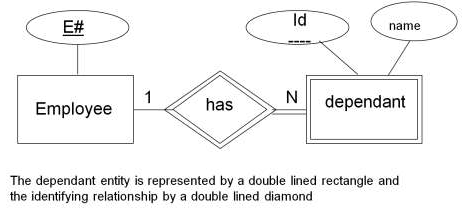 E#
Id
name
Employee
1
has
N
dependant
The dependant entity is represented by a double lined rectangle and
the identifying relationship by a double lined diamond